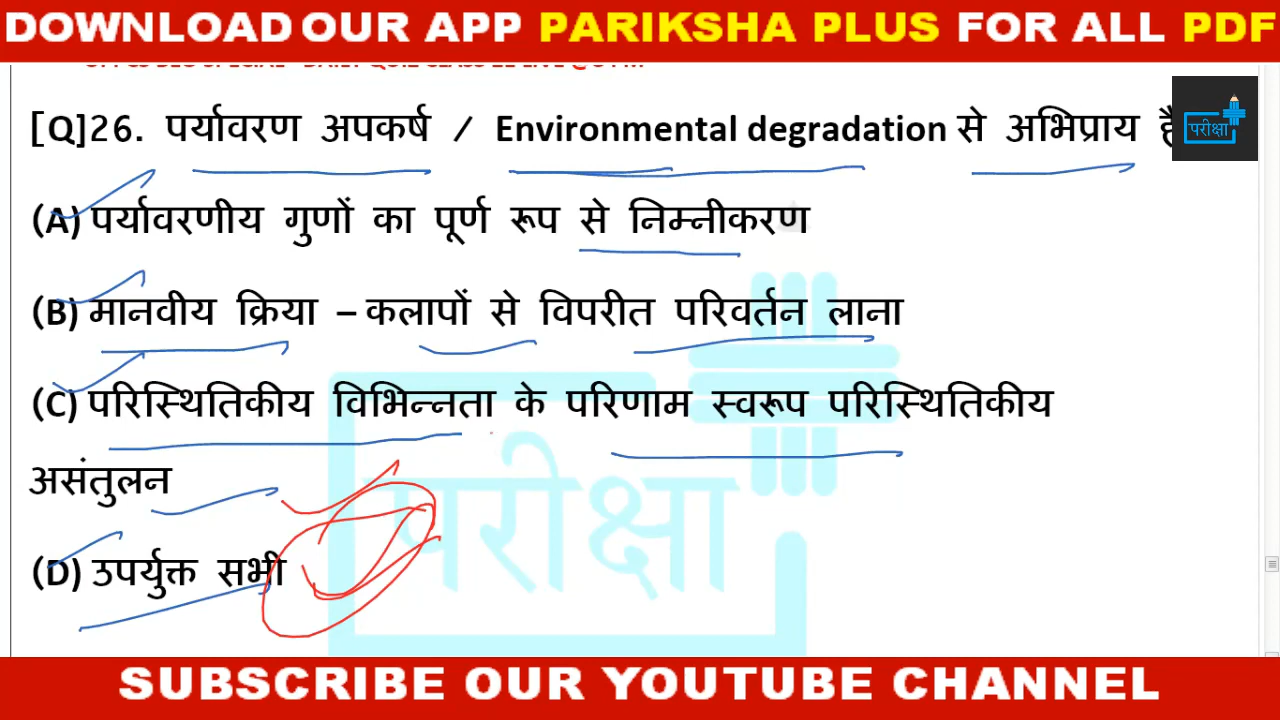 DOWNLOAD OUR APP PARIKSHA PLUS FOR ALL PDF
[Q]26. पर्यावरण अपकर्ष / Environmental degradation से अभिप्राय है
परीक्षा
(A) पर्यावरणीय गुणों का पूर्ण रूप से निम्नीकरण
(B) मानवीय क्रिया – कलापों से विपरीत परिवर्तन लाना
(C) परिस्थितिकीय विभिन्नता के परिणाम स्वरूप परिस्थितिकीय
असंतुलन
परीक्षा
(D) उपर्युक्त सभी
SUBSCRIBE OUR YOUTUBE CHANNEL